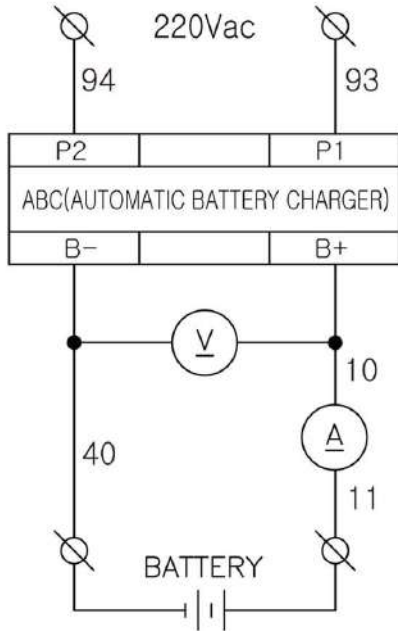 220Vac
94
93
P2
P1
ABC(AUTOMATIC BATTERY CHARGER)
B-
B+
V
10
A
40
11
BATTERY